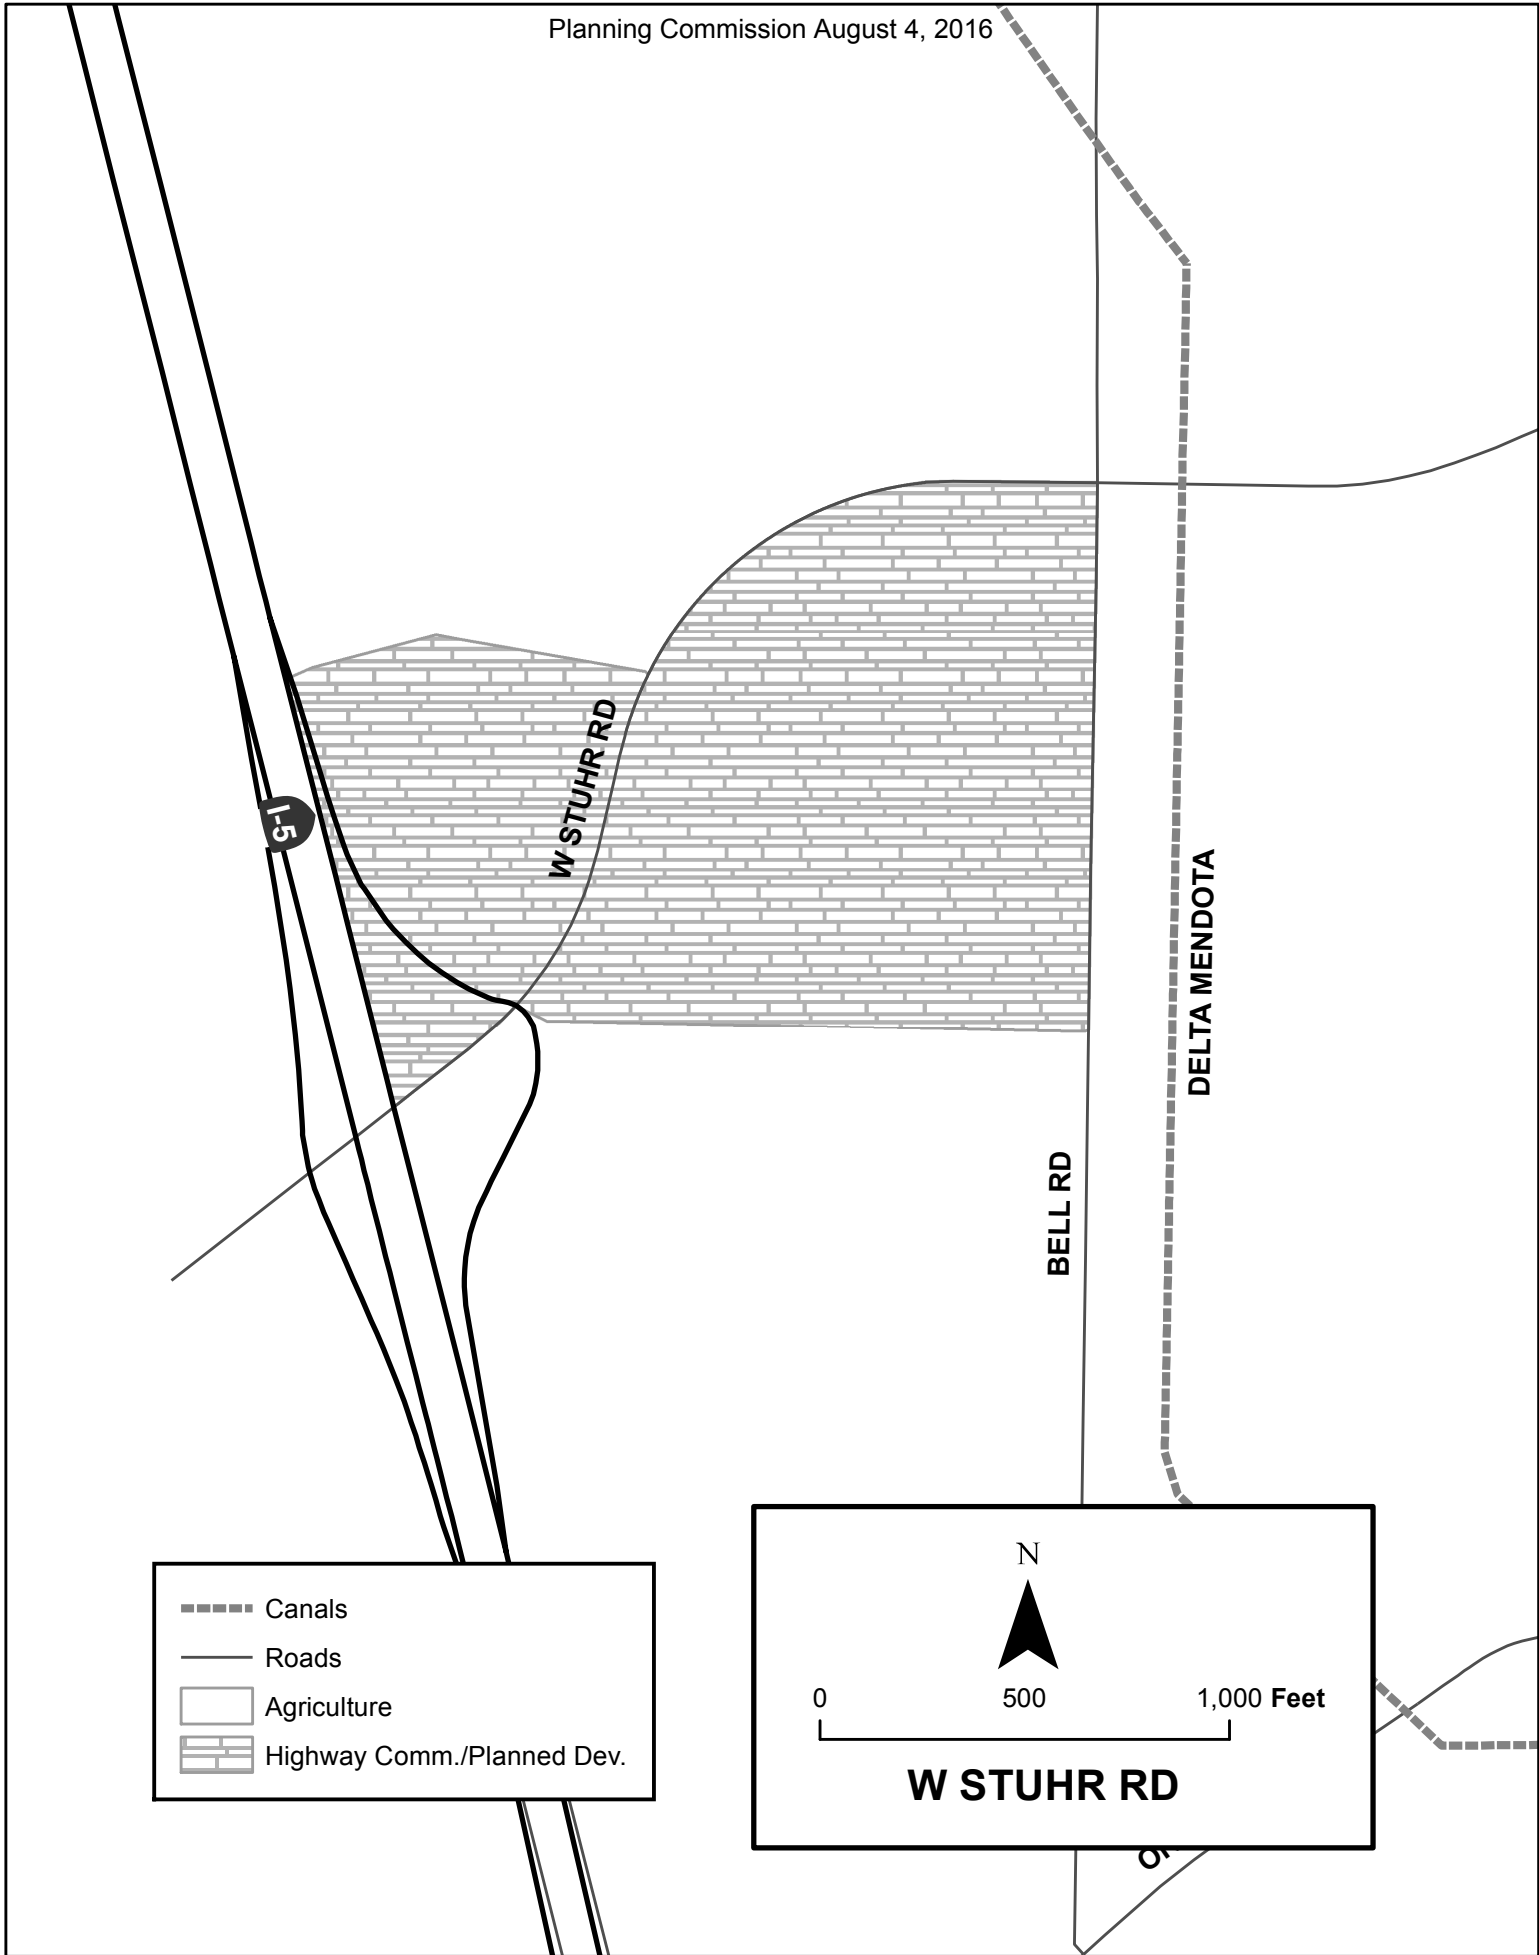 Planning Commission August 4, 2016
W STUHR RD
I-5
DELTA MENDOTA
BELL RD
Canals
Roads
Agriculture
Highway Comm./Planned Dev.
N
0 500 1,000 Feet
W STUHR RD